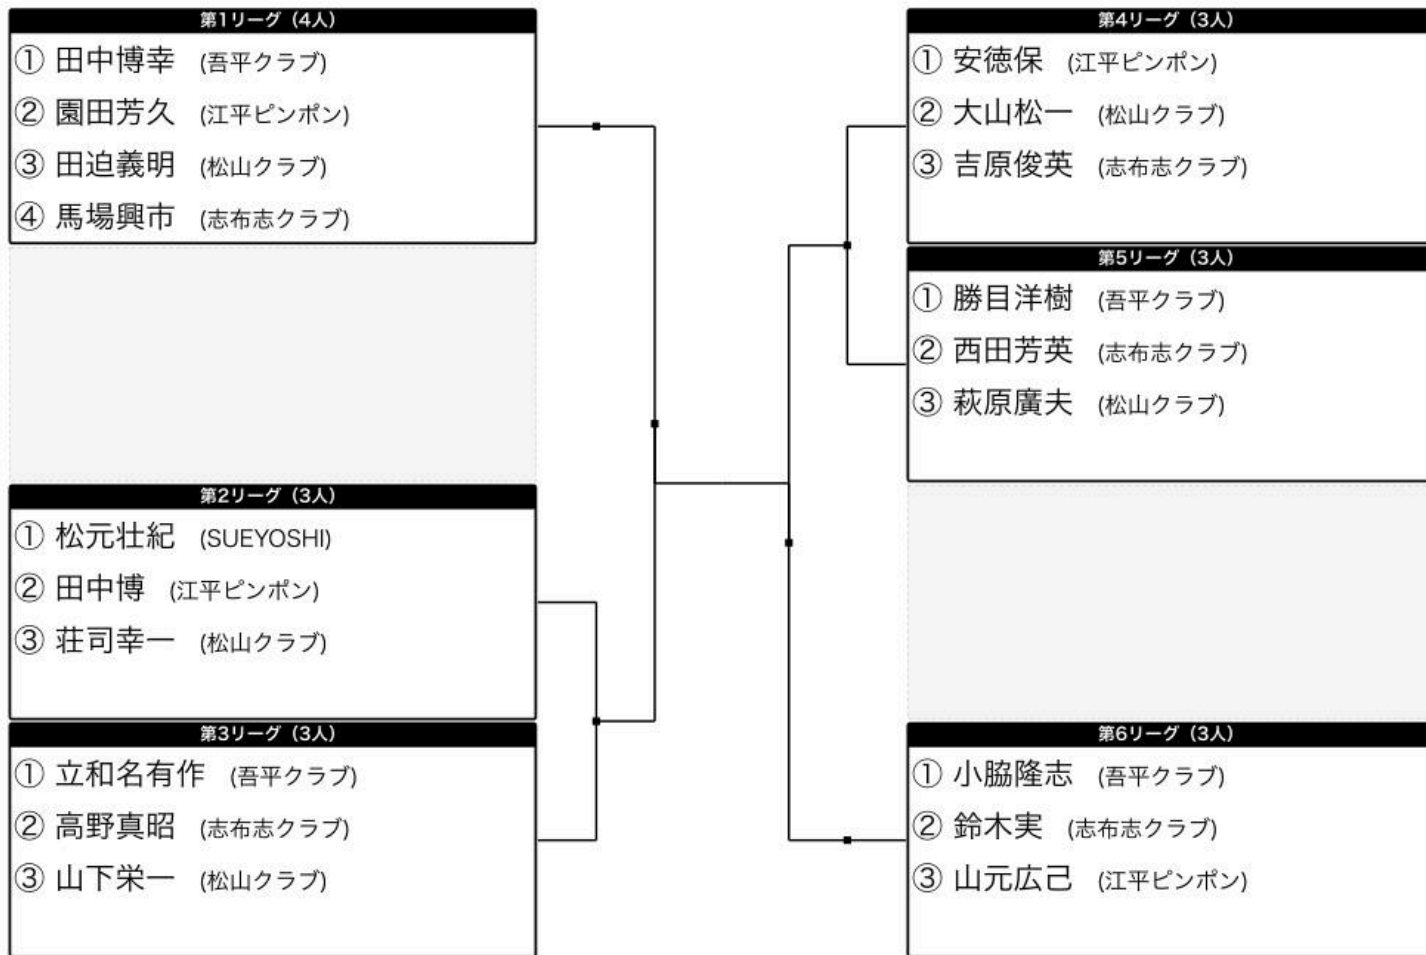 第1リーグ（4人）
① 田中博幸 (吾平クラブ)
② 園田芳久 (江平ピンポン)
③ 田迫義明 (松山クラブ)
④ 馬場興市 (志布志クラブ)
第2リーグ（3人）
① 松元壮紀 (SUEYOSHI)
② 田中博 (江平ピンポン)
③ 荘司幸一 (松山クラブ)
第3リーグ（3人）
① 立和名有作 (吾平クラブ)
② 高野真昭 (志布志クラブ)
③ 山下栄一 (松山クラブ)
第4リーグ（3人）
① 安徳保 (江平ピンポン)
② 大山松一 (松山クラブ)
③ 吉原俊英 (志布志クラブ)
第5リーグ（3人）
① 勝目洋樹 (吾平クラブ)
② 西田芳英 (志布志クラブ)
③ 萩原廣夫 (松山クラブ)
第6リーグ（3人）
① 小脇隆志 (吾平クラブ)
② 鈴木実 (志布志クラブ)
③ 山元広己 (江平ピンポン)